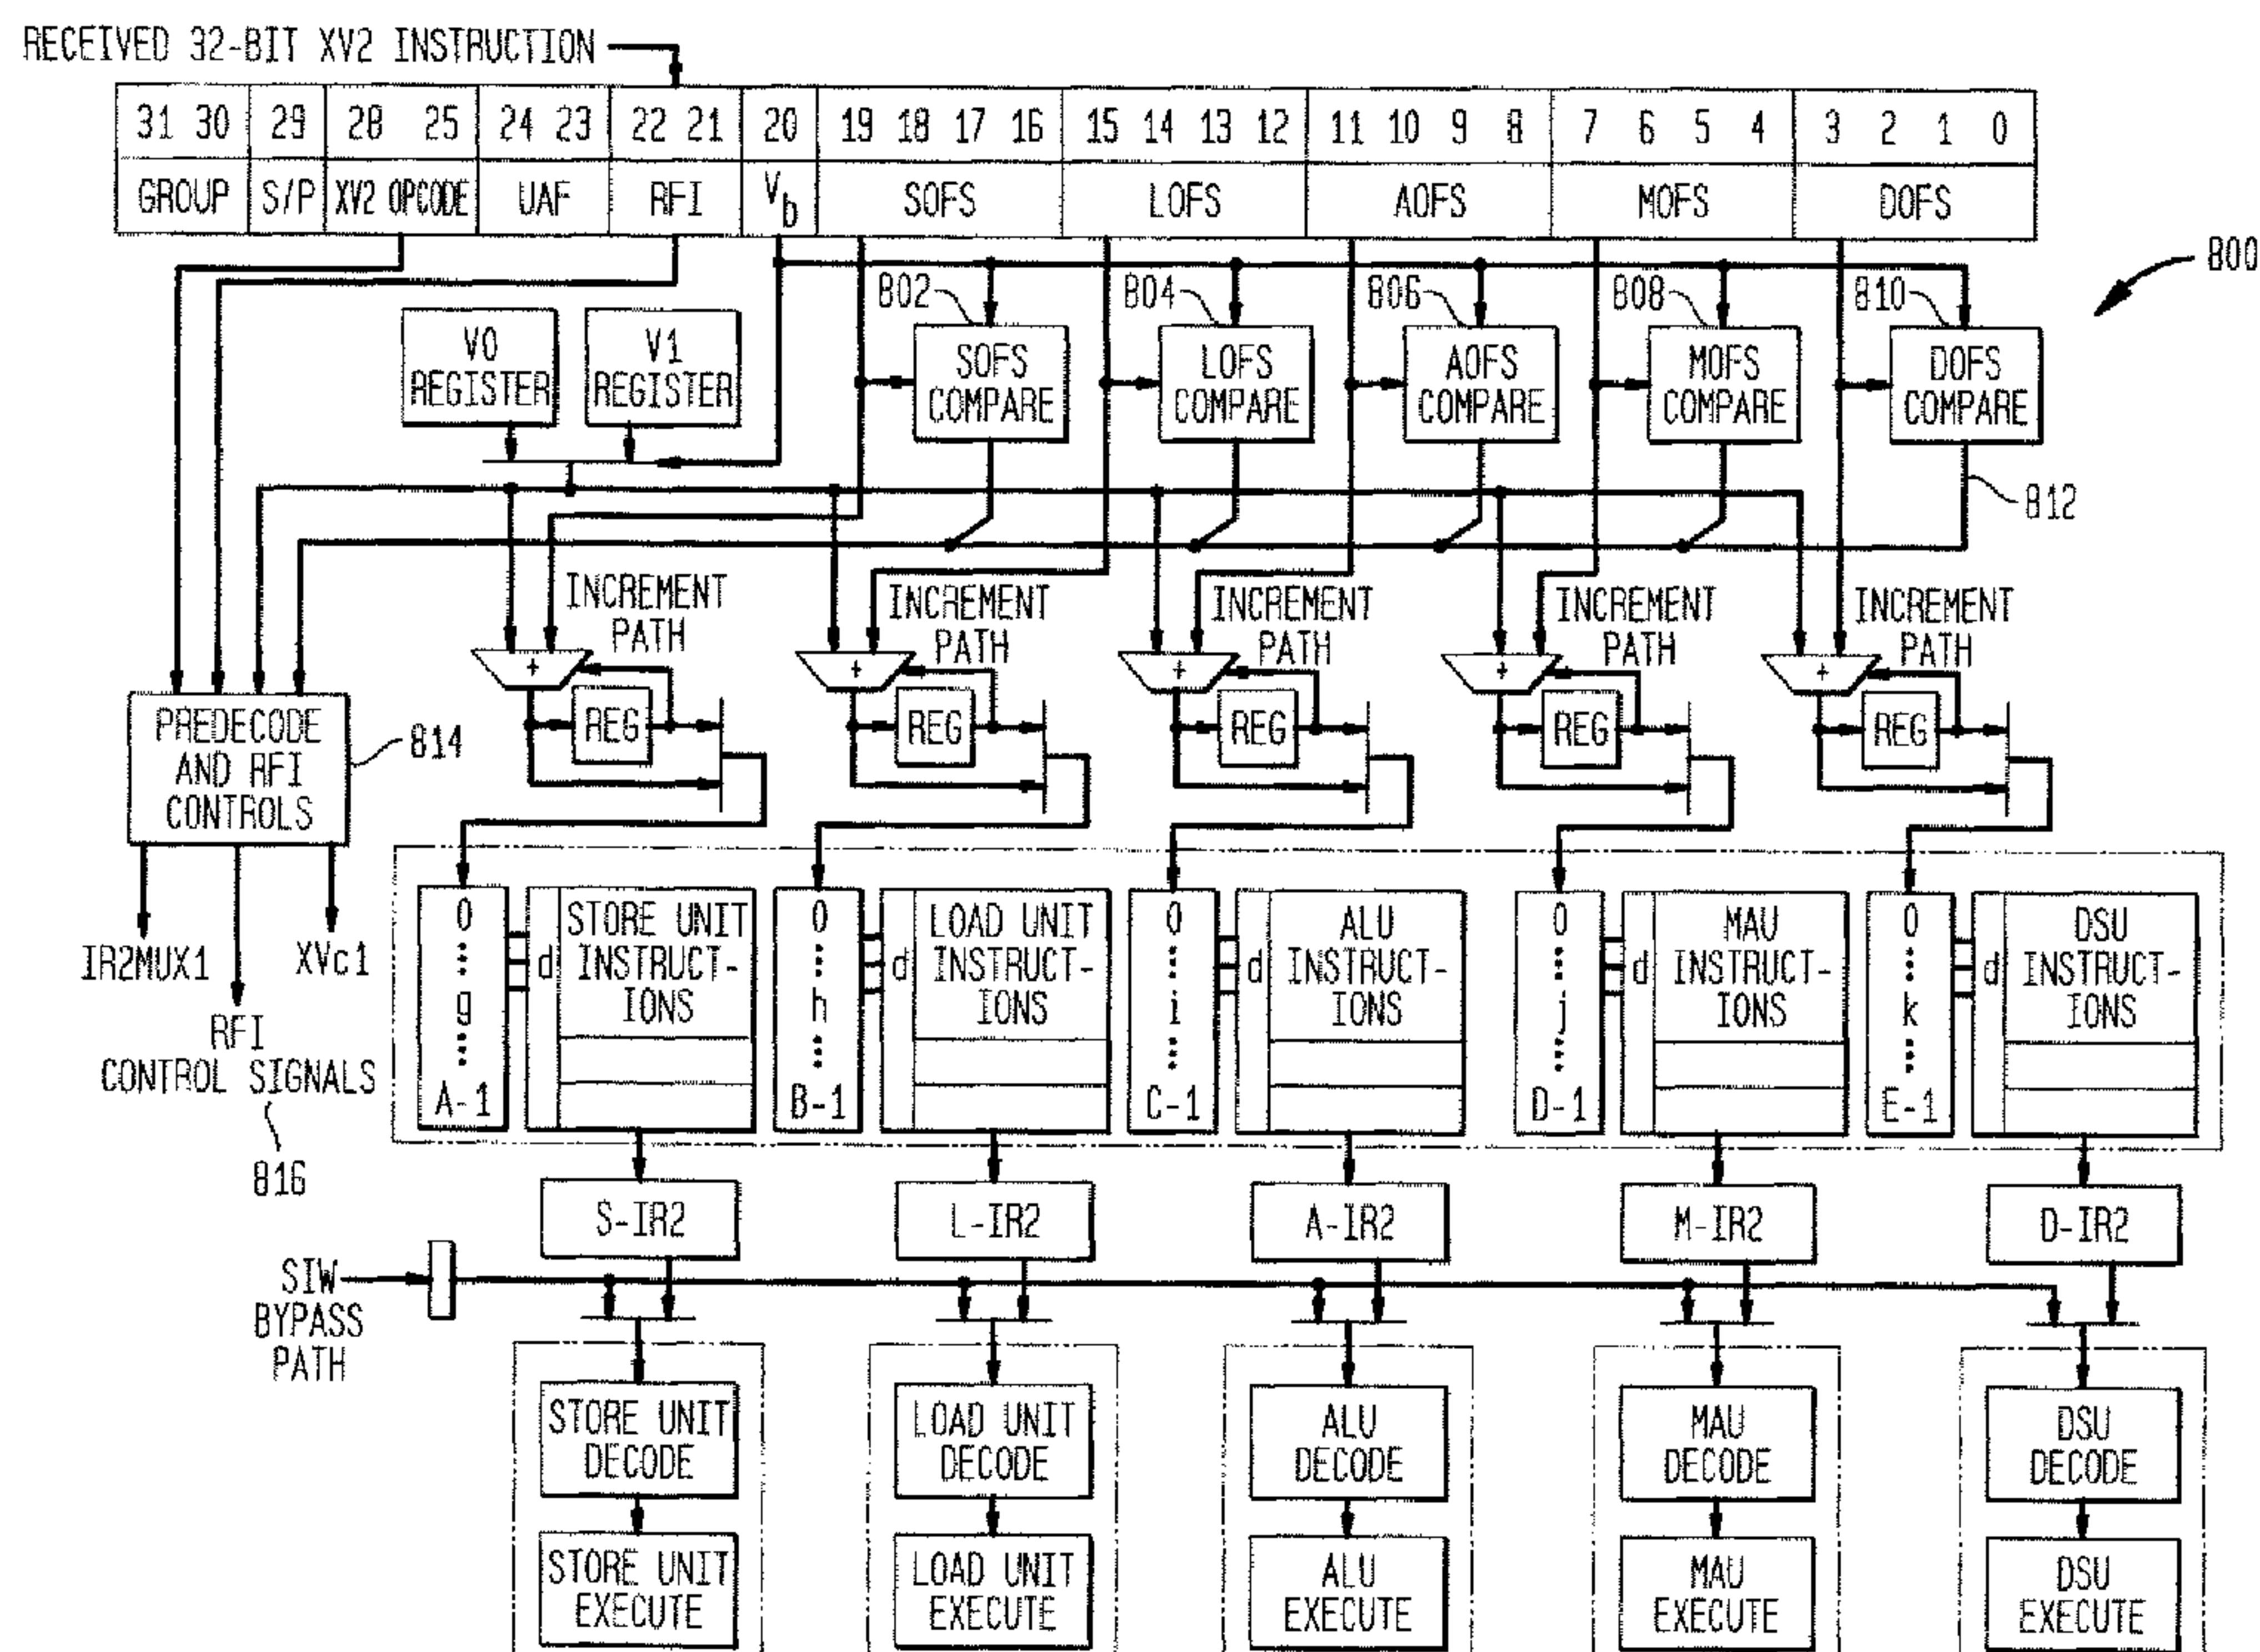 RECEIVED 32-BIT XV2 INSTRUCTION
31 30 29 28 25 24 23 22 21 20 19 18 17 16 15 14 13 12 11 10 9 8 7 6 5 4 3 2 1 0
GROUP S/P XV2 OPCODE UAF RFI Vb SOFS LOFS AOFS MOFS DOFS
800
802 804 806 808 810
V0 REGISTER
V1 REGISTER
SOFS COMPARE
LOFS COMPARE
AOFS COMPARE
MOFS COMPARE
DOFS COMPARE
812
INCREMENT PATH
INCREMENT PATH
INCREMENT PATH
INCREMENT PATH
INCREMENT PATH
+ + + + +
REG REG REG REG REG
PREDECODE AND RFI CONTROLS
814
IR2MUX1
XVc1
RFI CONTROL SIGNALS
816
0 g A-1
d
STORE UNIT INSTRUCT-IONS
0 h B-1
d
LOAD UNIT INSTRUCT-IONS
0 i C-1
d
ALU INSTRUCT-IONS
0 j D-1
d
MAU INSTRUCT-IONS
0 k E-1
d
DSU INSTRUCT-IONS
S-IR2 L-IR2 A-IR2 M-IR2 D-IR2
SIW BYPASS PATH
STORE UNIT DECODE
LOAD UNIT DECODE
ALU DECODE
MAU DECODE
DSU DECODE
STORE UNIT EXECUTE
LOAD UNIT EXECUTE
ALU EXECUTE
MAU EXECUTE
DSU EXECUTE